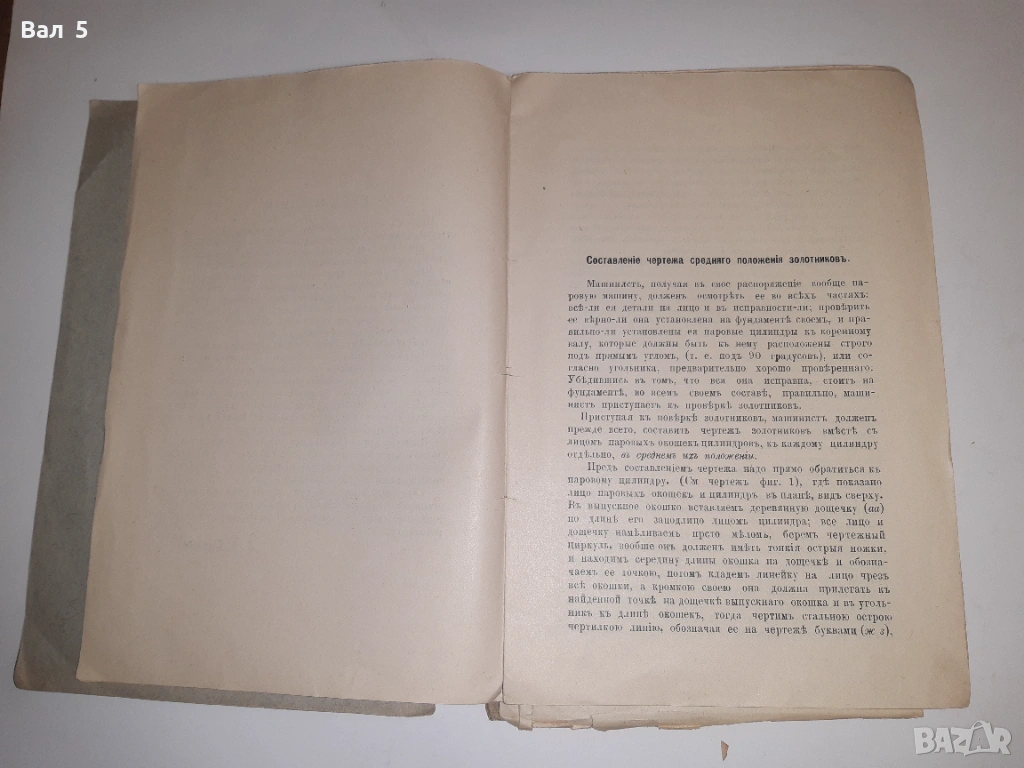 Вал 5
Составленіе чертежа средняго положенія золотниковъ.
Машинистъ, получая въ свое распоряженіе вообще па-
ровую машину, долженъ осмотрѣть ее во всѣхъ частяхъ:
всѣ-ли ея детали на лицо и въ исправности-ли; провѣрить
ее вѣрно-ли она установлена на фундаментѣ своемъ, и пра-
вильно-ли установлены ея паровые цилиндры къ коренному
валу, которые должны быть къ нему расположены строго
подъ прямымъ угломъ, (т. е. подъ 90 градусовъ), или со-
гласно угольника, предварительно хорошо провѣреннаго.
Убѣдившись въ томъ, что вся она исправна, стоитъ на
фундаментѣ, во всемъ своемъ составѣ, правильно, маши-
нистъ приступаетъ къ провѣркѣ золотниковъ.
Приступая къ повѣркѣ золотниковъ, машинистъ долженъ
прежде всего, составить чертежъ золотниковъ вмѣстѣ съ
лицомъ паровыхъ окошекъ цилиндровъ, къ каждому цилиндру
отдѣльно, въ среднемъ ихъ положеніи.
Предъ составленіемъ чертежа надо прямо обратиться къ
паровому цилиндру. (См чертежъ фиг. 1), гдѣ показано
лицо паровыхъ окошекъ и цилиндръ въ планѣ, видъ сверху.
Въ выпускное окошко вставляемъ деревянную дощечку (аа)
по длинѣ его заподлицо лицомъ цилиндра; все лицо и
дощечку намѣливаемъ просто мѣломъ, беремъ чертежный
циркуль, вообще онъ долженъ имѣть тонкія острыя ножки,
и находимъ середину длины окошка на дощечкѣ и обозна-
чаемъ ее точкою, потомъ кладемъ линейку на лицо чрезъ
всѣ окошки, а кромкою своею она должна прилегать къ
найденной точкѣ на дощечкѣ выпускнаго окошка и въ уголь-
никъ къ длинѣ окошекъ, тогда чертимъ стальною острою
чертилкою линію, обозначая ее на чертежѣ буквами (ж з),
BAZAR